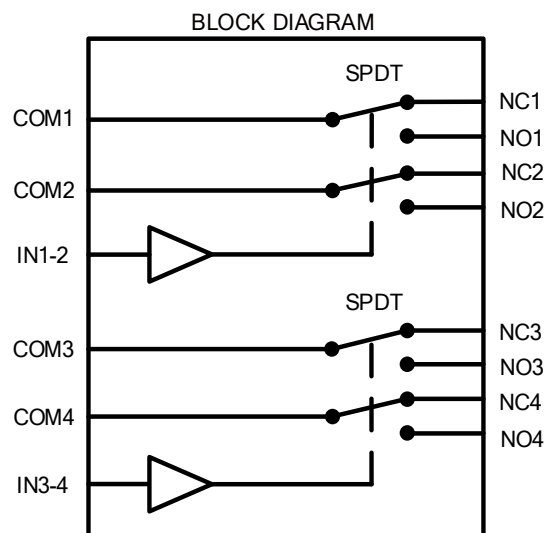 BLOCK DIAGRAM
SPDT
COM1
NC1
NO1
COM2
NC2
NO2
IN1-2
SPDT
COM3
NC3
NO3
COM4
NC4
NO4
IN3-4